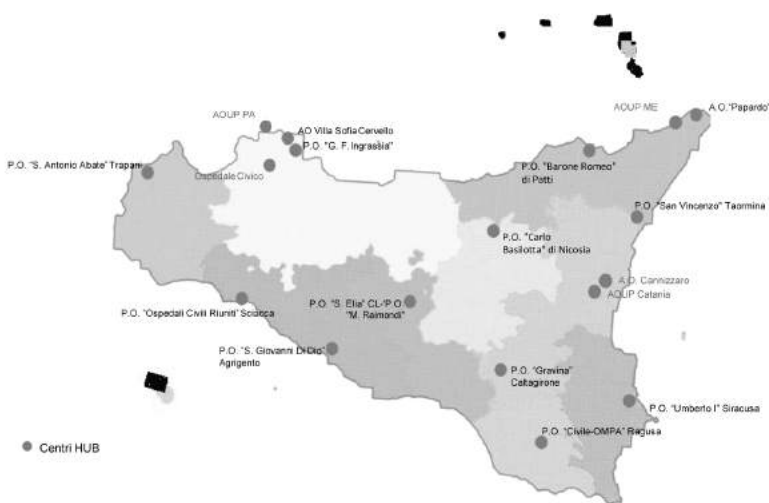 AOUP PA
AO Villa Sofia Cervello
P.O. "G. F. Ingrassia"
P.O. "S. Antonio Abate" Trapani
Ospedale Civico
AOUP ME
A.O. "Papardo"
P.O. "Barone Romeo"
di Patti
P.O. "San Vincenzo" Taormina
P.O. "Carlo
Basilotta" di Nicosia
A.O. Cannizzaro
AOUP Catania
P.O. "S. Elia" CL-"P.O
"M. Raimondi"
P.O. "Ospedali Civili Riuniti" Sciacca
P.O. "S. Giovanni Di Dio"
Agrigento
P.O. "Gravina"
Caltagirone
P.O. "Umberto I" Siracusa
P.O. "Civile-OMPA" Ragusa
Centri HUB